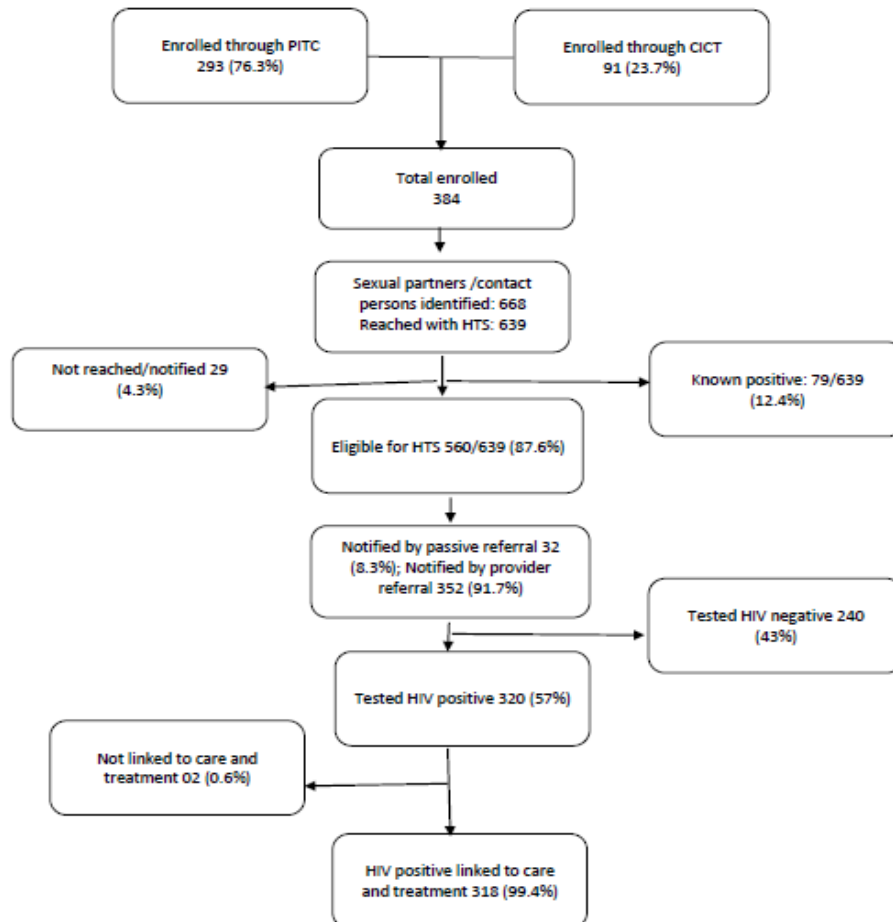 Enrolled through PITC
293 (76.3%)
Enrolled through CICT
91 (23.7%)
Total enrolled
384
Sexual partners /contact
persons identified: 668
Reached with HTS: 639
Not reached/notified 29
(4.3%)
Known positive: 79/639
(12.4%)
Eligible for HTS 560/639 (87.6%)
Notified by passive referral 32
(8.3%); Notified by provider
referral 352 (91.7%)
Tested HIV negative 240
(43%)
Tested HIV positive 320 (57%)
Not linked to care and
treatment 02 (0.6%)
HIV positive linked to care
and treatment 318 (99.4%)